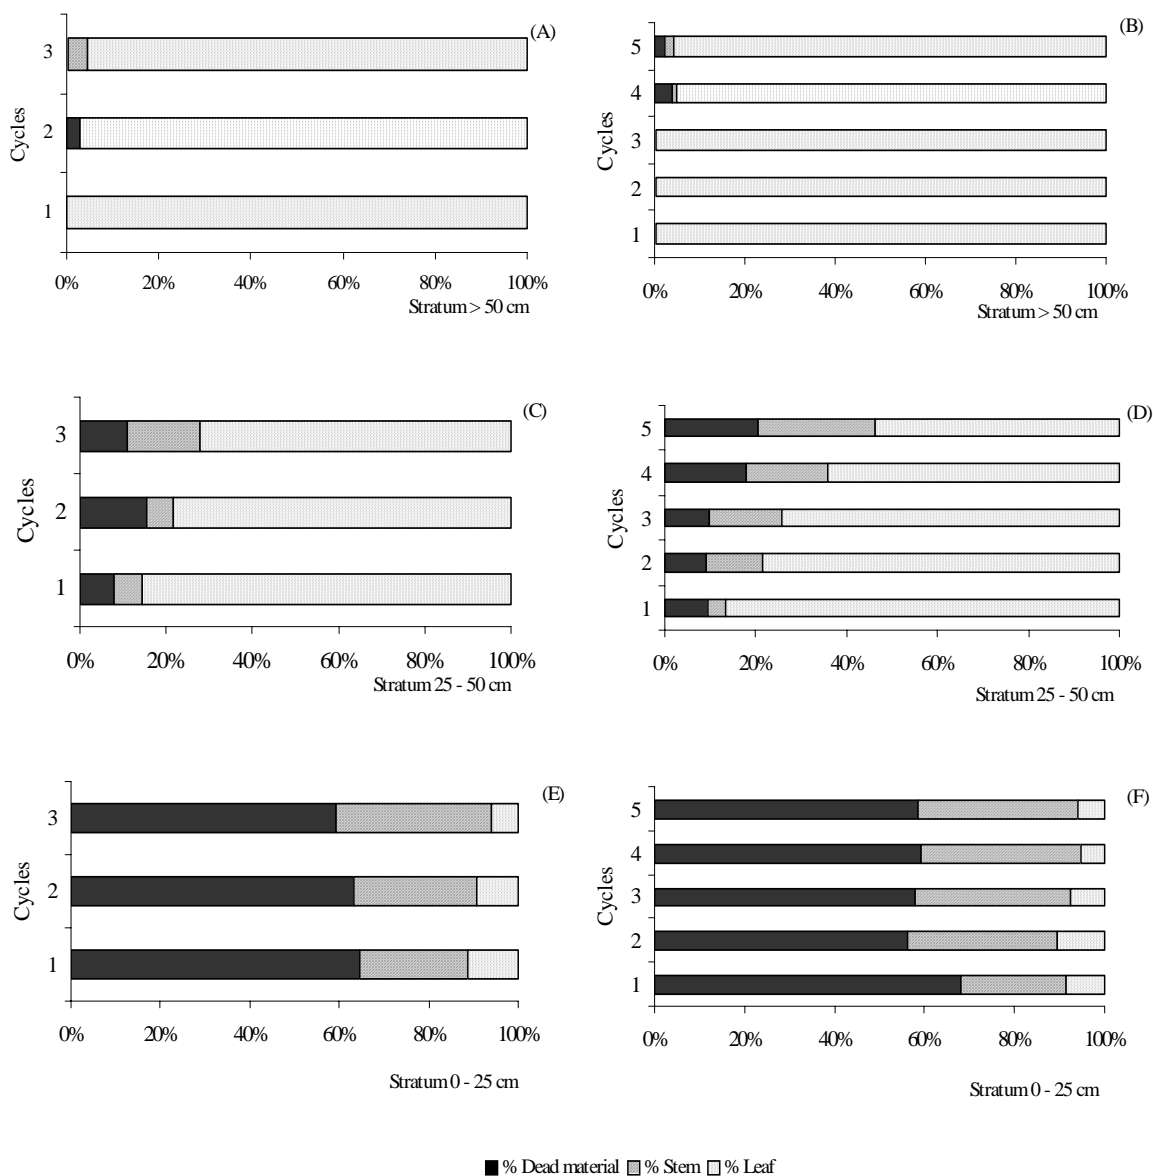 (A)
Cycles
3
2
1
0% 20% 40% 60% 80% 100%
Stratum > 50 cm
(B)
Cycles
5
4
3
2
1
0% 20% 40% 60% 80% 100%
Stratum > 50 cm
(C)
Cycles
3
2
1
0% 20% 40% 60% 80% 100%
Stratum 25 - 50 cm
(D)
Cycles
5
4
3
2
1
0% 20% 40% 60% 80% 100%
Stratum 25 - 50 cm
(E)
Cycles
3
2
1
0% 20% 40% 60% 80% 100%
Stratum 0 - 25 cm
(F)
Cycles
5
4
3
2
1
0% 20% 40% 60% 80% 100%
Stratum 0 - 25 cm
% Dead material % Stem % Leaf